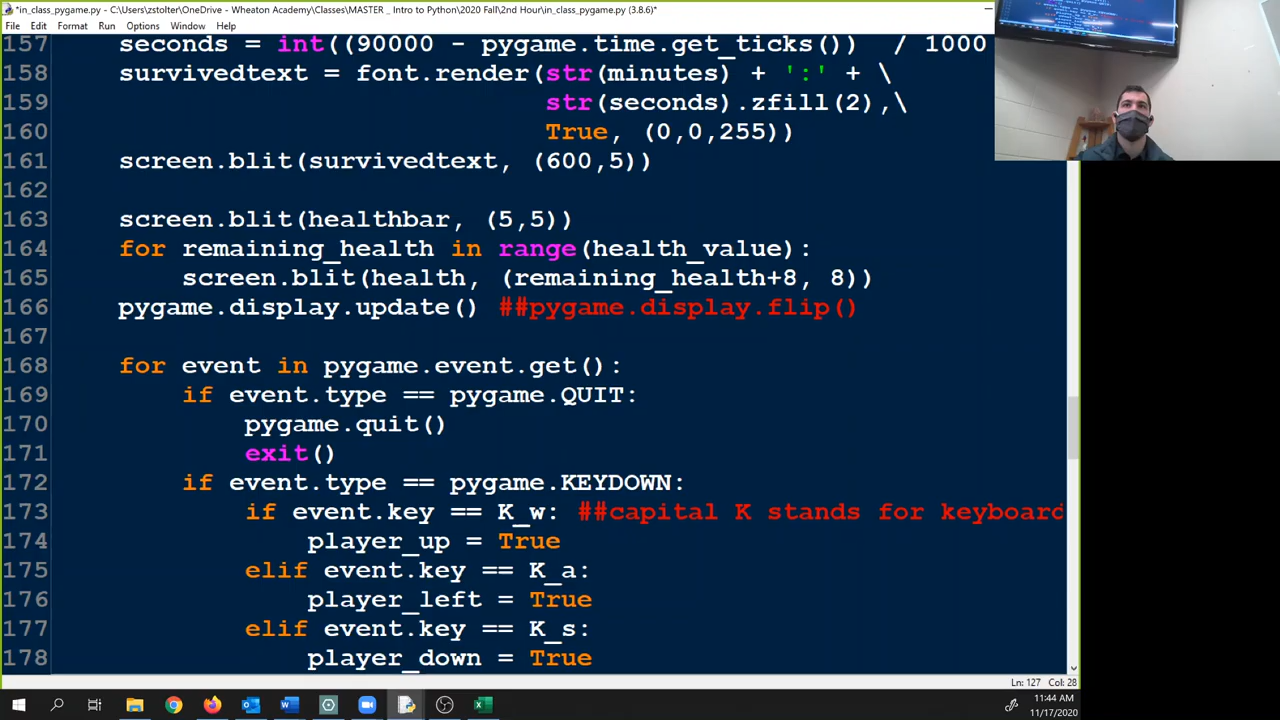 *in_class_pygame.py - C:\Users\zstolter\OneDrive - Wheaton Academy\Classes\MASTER _ Intro to Python\2020 Fall\2nd Hour\in_class_pygame.py (3.8.6)*
File Edit Format Run Options Window Help
157 seconds = int((90000 - pygame.time.get_ticks()) / 1000
158 survivedtext = font.render(str(minutes) + ':' + \
159 str(seconds).zfill(2),\
160 True, (0,0,255))
161 screen.blit(survivedtext, (600,5))
162
163 screen.blit(healthbar, (5,5))
164 for remaining_health in range(health_value):
165 screen.blit(health, (remaining_health+8, 8))
166 pygame.display.update() ##pygame.display.flip()
167
168 for event in pygame.event.get():
169 if event.type == pygame.QUIT:
170 pygame.quit()
171 exit()
172 if event.type == pygame.KEYDOWN:
173 if event.key == K_w: ##capital K stands for keyboard
174 player_up = True
175 elif event.key == K_a:
176 player_left = True
177 elif event.key == K_s:
178 player_down = True
Ln: 127 Col: 28
11:44 AM
11/17/2020